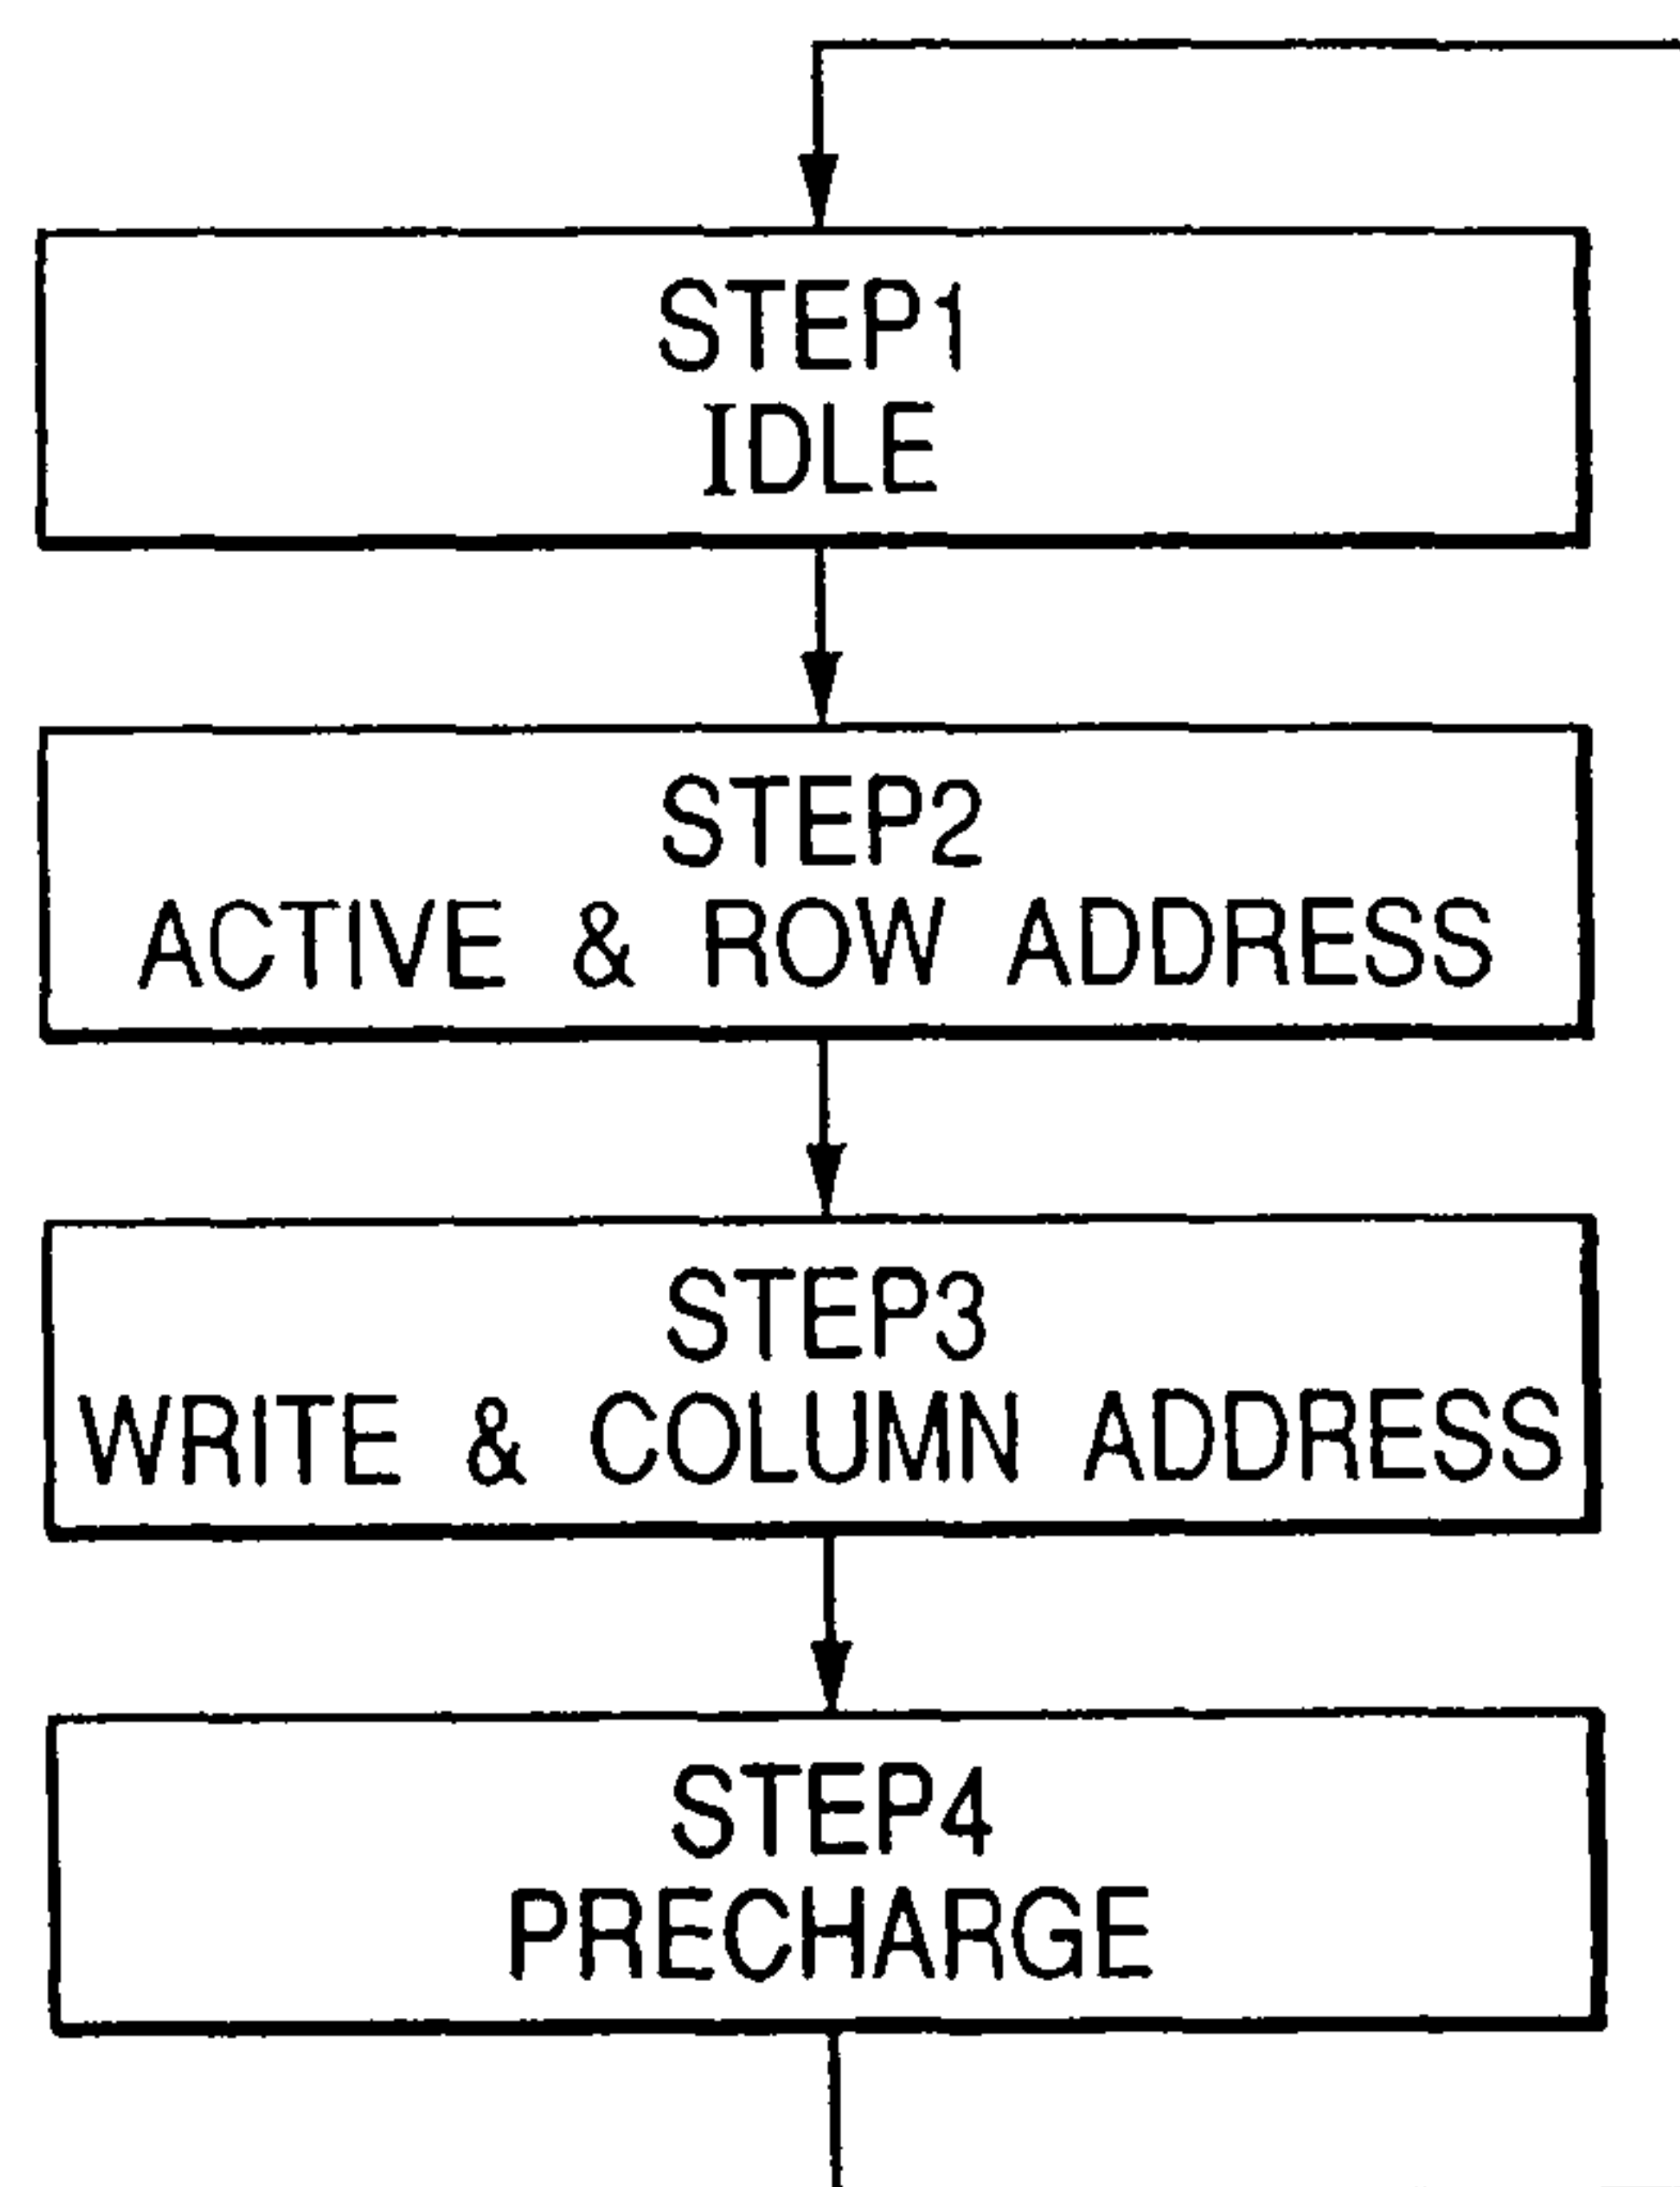 STEP1
IDLE
STEP2
ACTIVE & ROW ADDRESS
STEP3
WRITE & COLUMN ADDRESS
STEP4
PRECHARGE